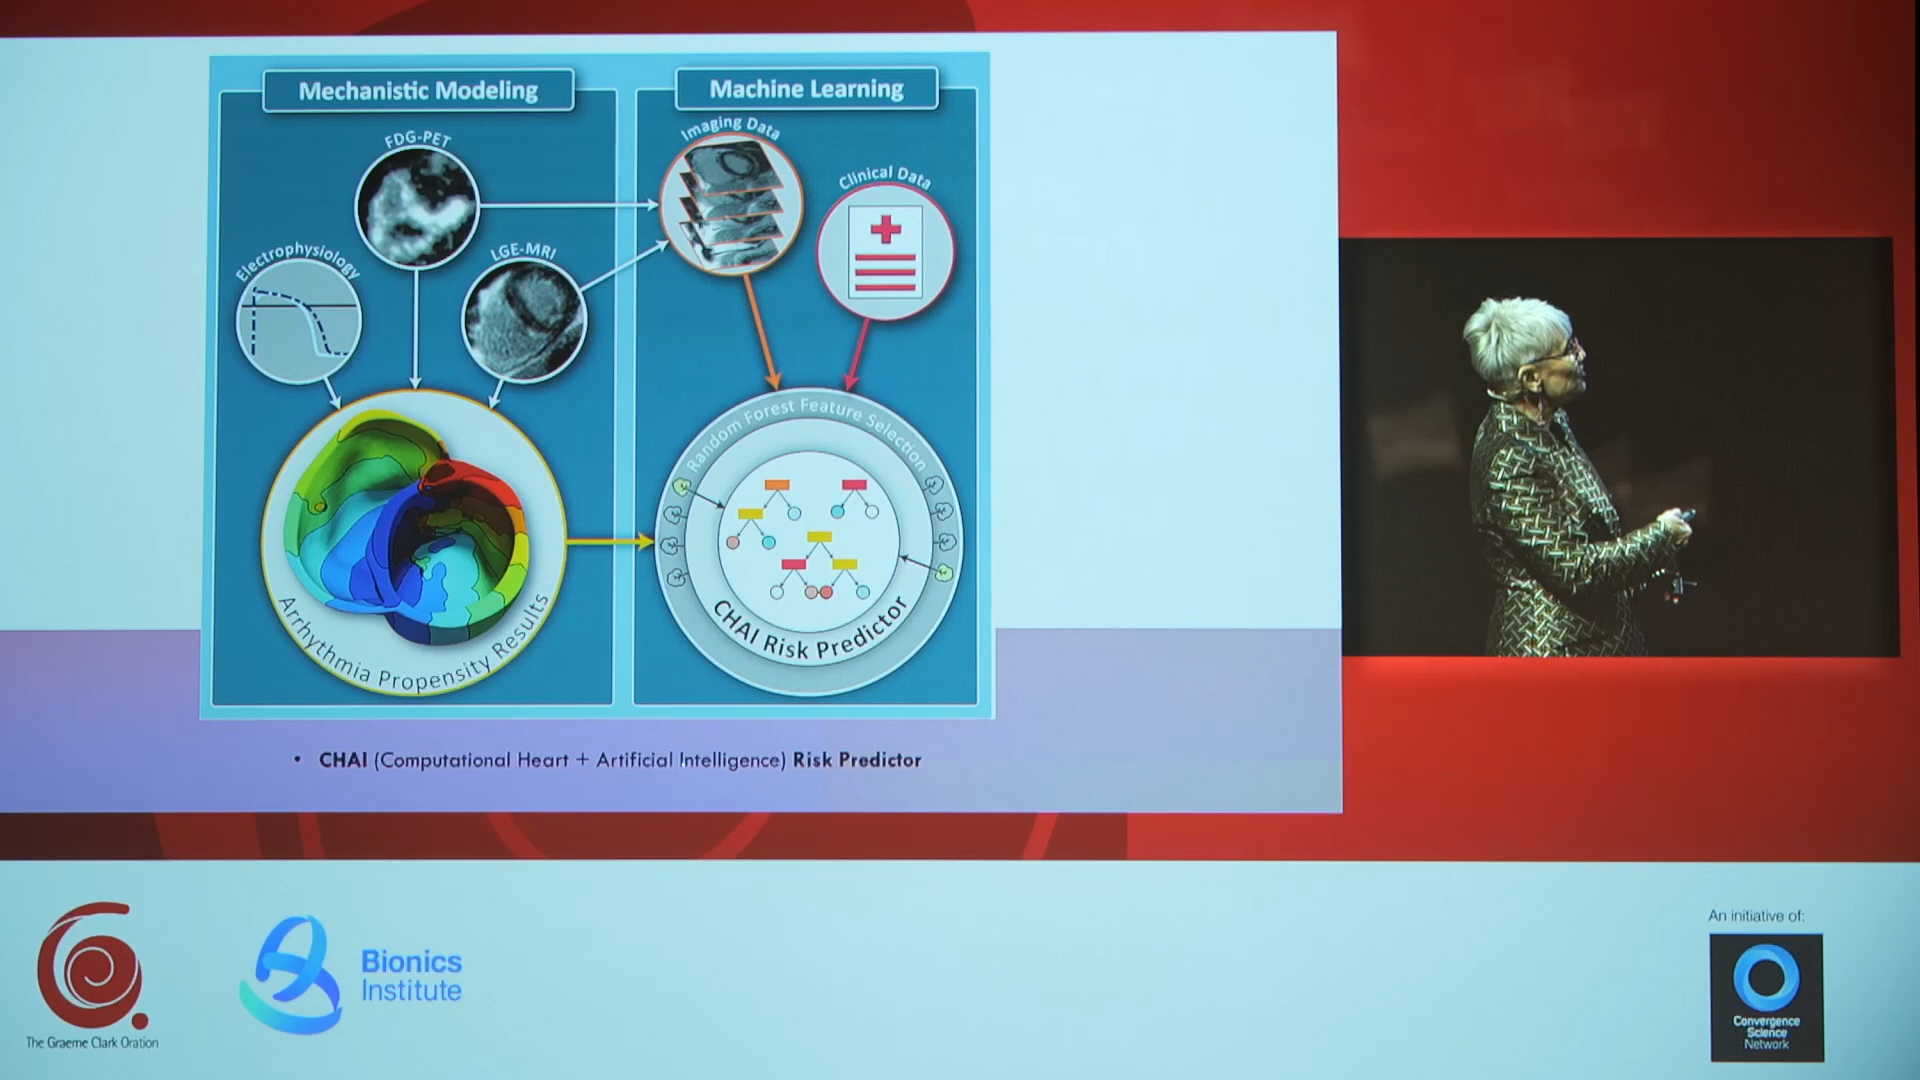 Mechanistic Modeling
Machine Learning
FDG-PET
Imaging Data
Clinical Data
Electrophysiology
LGE-MRI
Random Forest Feature Selection
CHAI Risk Predictor
Arrhythmia Propensity Results
• CHAI (Computational Heart + Artificial Intelligence) Risk Predictor
The Graeme Clark Oration
Bionics
Institute
An initiative of:
Convergence
Science
Network